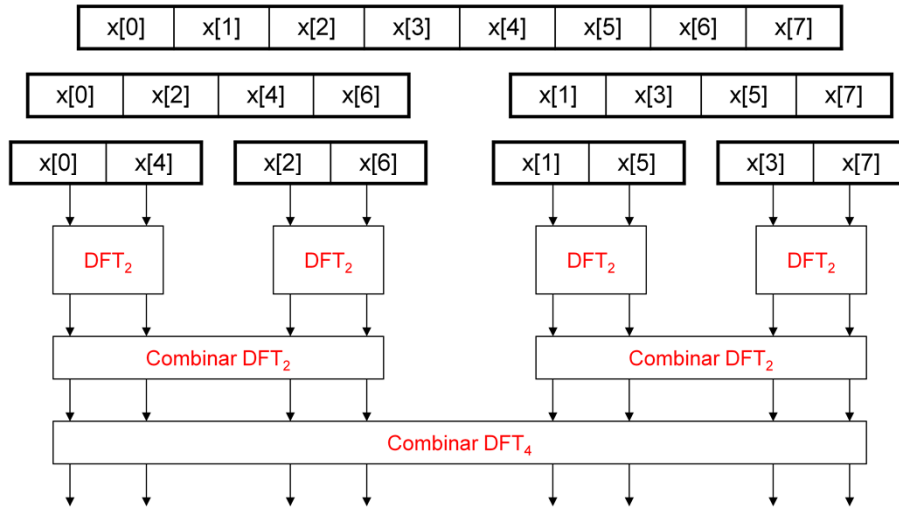 x[0] x[1] x[2] x[3] x[4] x[5] x[6] x[7]
x[0] x[2] x[4] x[6] x[1] x[3] x[5] x[7]
x[0] x[4] x[2] x[6] x[1] x[5] x[3] x[7]
DFT₂ DFT₂ DFT₂ DFT₂
Combinar DFT₂ Combinar DFT₂
Combinar DFT₄